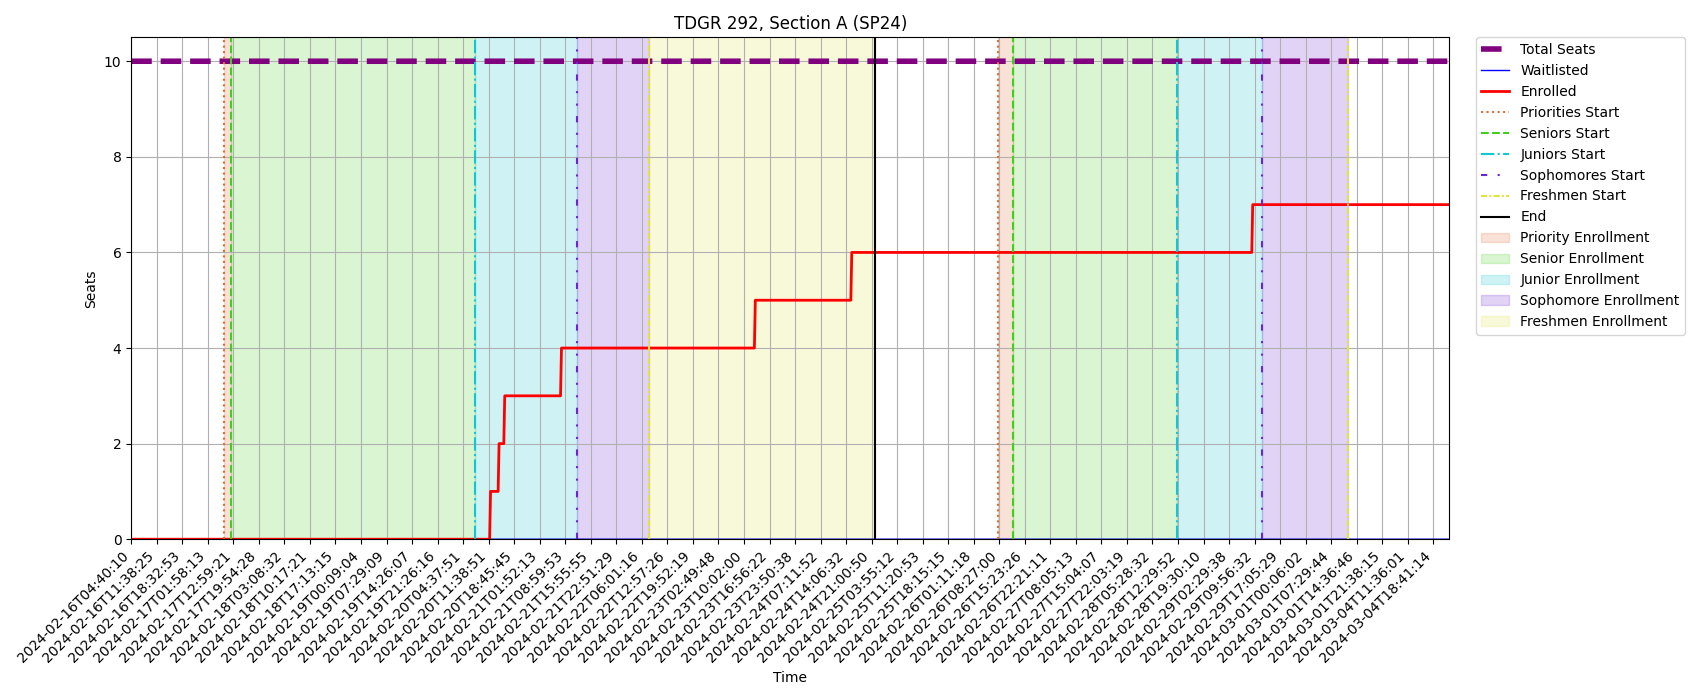 TDGR 292, Section A (SP24)
Seats
10
8
6
4
2
0
2024-02-16T04:40:10
2024-02-16T11:38:25
2024-02-16T18:32:53
2024-02-17T01:58:13
2024-02-17T12:59:21
2024-02-17T19:54:28
2024-02-18T03:08:32
2024-02-18T10:17:21
2024-02-18T17:13:15
2024-02-19T00:09:04
2024-02-19T07:29:09
2024-02-19T14:26:07
2024-02-19T21:26:16
2024-02-20T04:37:51
2024-02-20T11:38:51
2024-02-20T18:45:45
2024-02-21T01:52:13
2024-02-21T08:59:53
2024-02-21T15:55:55
2024-02-21T22:51:29
2024-02-22T06:01:16
2024-02-22T12:57:26
2024-02-22T19:52:19
2024-02-23T02:49:48
2024-02-23T10:02:00
2024-02-23T16:56:22
2024-02-23T23:50:38
2024-02-24T07:11:52
2024-02-24T14:06:32
2024-02-24T21:00:50
2024-02-25T03:55:12
2024-02-25T11:20:53
2024-02-25T18:15:15
2024-02-26T01:11:18
2024-02-26T08:27:00
2024-02-26T15:23:26
2024-02-26T22:21:11
2024-02-27T08:05:13
2024-02-27T15:04:07
2024-02-27T22:03:19
2024-02-28T05:28:32
2024-02-28T12:29:52
2024-02-28T19:30:10
2024-02-29T02:29:38
2024-02-29T09:56:32
2024-02-29T17:05:29
2024-03-01T00:06:02
2024-03-01T07:29:44
2024-03-01T14:36:46
2024-03-01T21:38:15
2024-03-04T11:36:01
2024-03-04T18:41:14
Time
Total Seats
Waitlisted
Enrolled
Priorities Start
Seniors Start
Juniors Start
Sophomores Start
Freshmen Start
End
Priority Enrollment
Senior Enrollment
Junior Enrollment
Sophomore Enrollment
Freshmen Enrollment